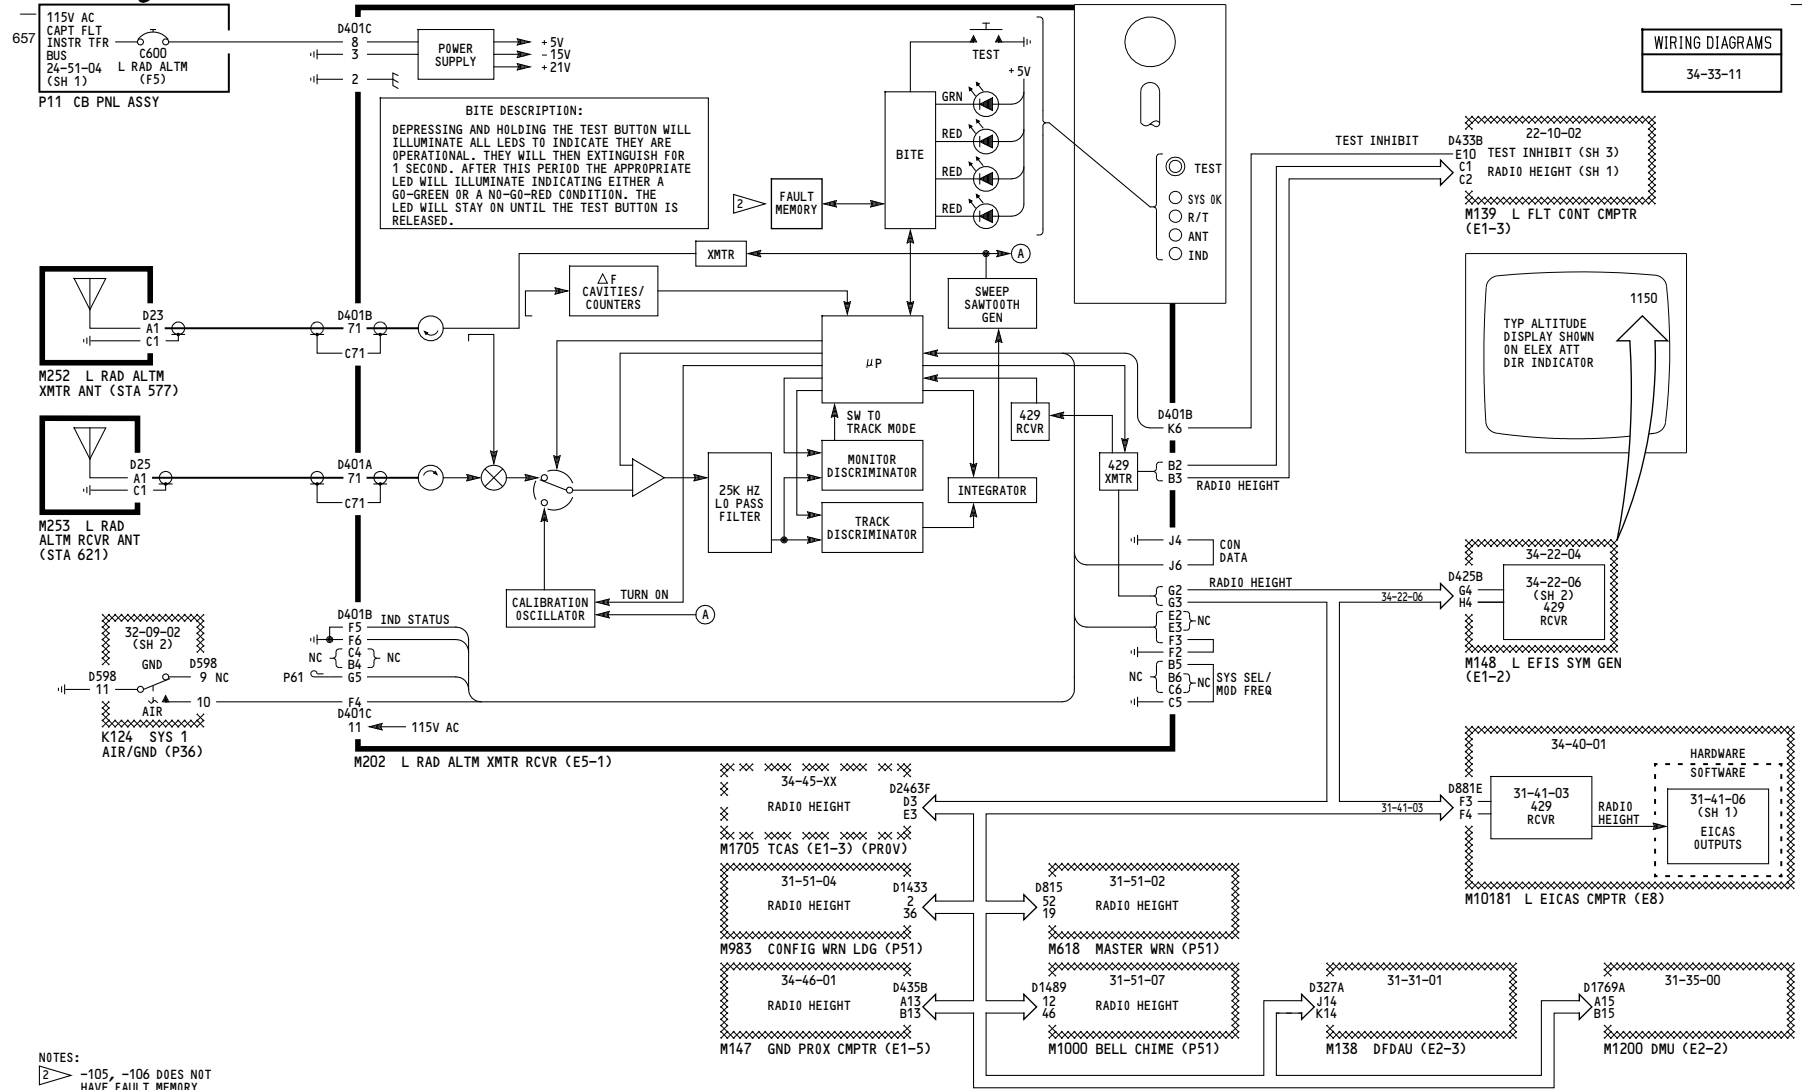 657
115V AC
CAPT FLT
INSTR TFR
BUS
24-51-04
(SH 1)
C600
L RAD ALTM
(F5)
P11 CB PNL ASSY
D401C
8
3
2
POWER
SUPPLY
+5V
-15V
+21V
BITE DESCRIPTION:
DEPRESSING AND HOLDING THE TEST BUTTON WILL
ILLUMINATE ALL LEDS TO INDICATE THEY ARE
OPERATIONAL. THEY WILL THEN EXTINGUISH FOR
1 SECOND. AFTER THIS PERIOD THE APPROPRIATE
LED WILL ILLUMINATE INDICATING EITHER A
GO-GREEN OR A NO-GO-RED CONDITION. THE
LED WILL STAY ON UNTIL THE TEST BUTTON IS
RELEASED.
2
FAULT
MEMORY
BITE
TEST
+5V
GRN
RED
RED
RED
TEST
SYS OK
R/T
ANT
IND
WIRING DIAGRAMS
34-33-11
TEST INHIBIT
D433B
E10
C1
C2
22-10-02
TEST INHIBIT (SH 3)
RADIO HEIGHT (SH 1)
M139 L FLT CONT CMPTR
(E1-3)
1150
TYP ALTITUDE
DISPLAY SHOWN
ON ELEX ATT
DIR INDICATOR
XMTR
A
△F
CAVITIES/
COUNTERS
SWEEP
SAWTOOTH
GEN
D23
A1
C1
M252 L RAD ALTM
XMTR ANT (STA 577)
D401B
71
C71
μP
SW TO
TRACK MODE
429
RCVR
D401B
K6
D25
A1
C1
M253 L RAD
ALTM RCVR ANT
(STA 621)
D401A
71
C71
25K HZ
LO PASS
FILTER
MONITOR
DISCRIMINATOR
TRACK
DISCRIMINATOR
INTEGRATOR
429
XMTR
B2
B3
RADIO HEIGHT
J4
J6
CON
DATA
CALIBRATION
OSCILLATOR
TURN ON
A
G2
G3
RADIO HEIGHT
E2
E3
NC
F3
F2
B5
NC
B6
C6
NC
C5
SYS SEL/
MOD FREQ
34-22-06
D425B
G4
H4
34-22-04
34-22-06
(SH 2)
429
RCVR
M148 L EFIS SYM GEN
(E1-2)
32-09-02
(SH 2)
GND
D598
11
D598
9 NC
10
AIR
K124 SYS 1
AIR/GND (P36)
D401B
F5
IND STATUS
F6
NC
C4
B4
NC
P61
G5
F4
D401C
11
115V AC
M202 L RAD ALTM XMTR RCVR (E5-1)
34-45-XX
RADIO HEIGHT
D2463F
D3
E3
M1705 TCAS (E1-3) (PROV)
31-41-03
D881E
F3
F4
34-40-01
31-41-03
429
RCVR
RADIO
HEIGHT
HARDWARE
SOFTWARE
31-41-06
(SH 1)
EICAS
OUTPUTS
M10181 L EICAS CMPTR (E8)
31-51-04
RADIO HEIGHT
D1433
2
36
M983 CONFIG WRN LDG (P51)
D815
52
19
31-51-02
RADIO HEIGHT
M618 MASTER WRN (P51)
34-46-01
RADIO HEIGHT
D435B
A13
B13
M147 GND PROX CMPTR (E1-5)
D1489
12
46
31-51-07
RADIO HEIGHT
M1000 BELL CHIME (P51)
D327A
J14
K14
31-31-01
M138 DFDAU (E2-3)
D1769A
A15
B15
31-35-00
M1200 DMU (E2-2)
NOTES:
2 -105, -106 DOES NOT
HAVE FAULT MEMORY